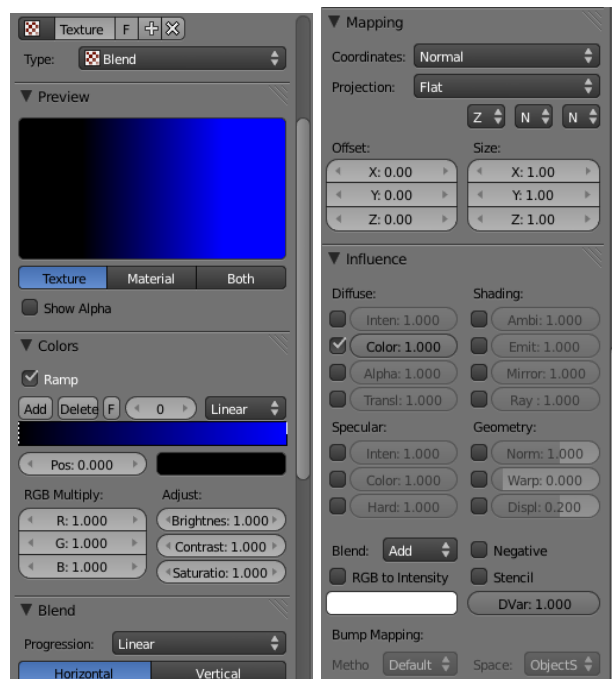 Texture F
Type: Blend
Preview
Texture Material Both
Show Alpha
Colors
Ramp
Add Delete F 0 Linear
Pos: 0.000
RGB Multiply: Adjust:
R: 1.000 Brightnes: 1.000
G: 1.000 Contrast: 1.000
B: 1.000 Saturatio: 1.000
Blend
Progression: Linear
Horizontal Vertical
Mapping
Coordinates: Normal
Projection: Flat
Z N N
Offset: Size:
X: 0.00 X: 1.00
Y: 0.00 Y: 1.00
Z: 0.00 Z: 1.00
Influence
Diffuse: Shading:
Inten: 1.000 Ambi: 1.000
Color: 1.000 Emit: 1.000
Alpha: 1.000 Mirror: 1.000
Transl: 1.000 Ray : 1.000
Specular: Geometry:
Inten: 1.000 Norm: 1.000
Color: 1.000 Warp: 0.000
Hard: 1.000 Displ: 0.200
Blend: Add Negative
RGB to Intensity Stencil
DVar: 1.000
Bump Mapping:
Metho Default Space: ObjectS